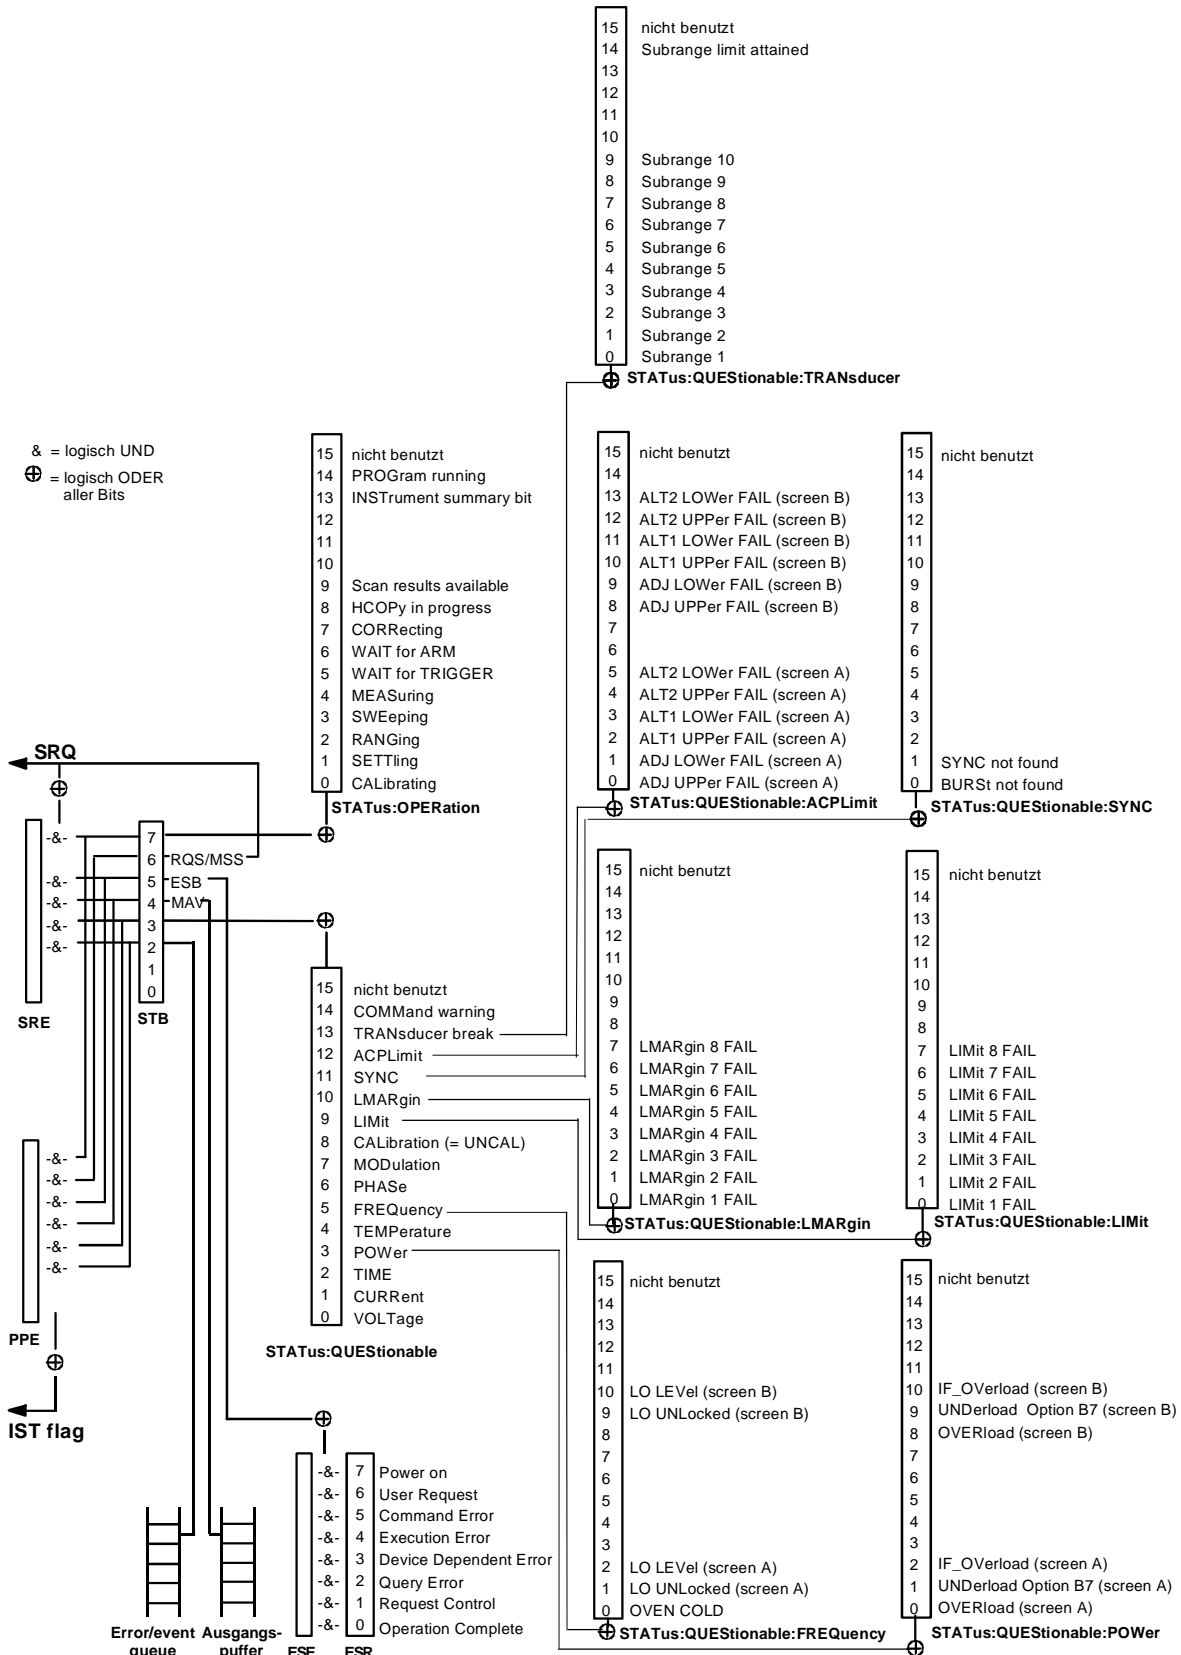 15 nicht benutzt
14 Subrange limit attained
13
12
11
10
9 Subrange 10
8 Subrange 9
7 Subrange 8
6 Subrange 7
5 Subrange 6
4 Subrange 5
3 Subrange 4
2 Subrange 3
1 Subrange 2
0 Subrange 1
STATus:QUEStionable:TRANsducer
& = logisch UND
⊕ = logisch ODER
aller Bits
15 nicht benutzt
14 PROGram running
13 INSTrument summary bit
12
11
10
9 Scan results available
8 HCOPy in progress
7 CORRecting
6 WAIT for ARM
5 WAIT for TRIGGER
4 MEASuring
3 SWEeping
2 RANGing
1 SETTling
0 CALibrating
STATus:OPERation
15 nicht benutzt
14
13 ALT2 LOWer FAIL (screen B)
12 ALT2 UPPer FAIL (screen B)
11 ALT1 LOWer FAIL (screen B)
10 ALT1 UPPer FAIL (screen B)
9 ADJ LOWer FAIL (screen B)
8 ADJ UPPer FAIL (screen B)
7
6
5 ALT2 LOWer FAIL (screen A)
4 ALT2 UPPer FAIL (screen A)
3 ALT1 LOWer FAIL (screen A)
2 ALT1 UPPer FAIL (screen A)
1 ADJ LOWer FAIL (screen A)
0 ADJ UPPer FAIL (screen A)
STATus:QUEStionable:ACPLimit
15 nicht benutzt
14
13
12
11
10
9
8
7
6
5
4
3
2
1 SYNC not found
0 BURSt not found
STATus:QUEStionable:SYNC
SRQ
-&-
-&-
-&-
-&-
-&-
SRE
7
6 RQS/MSS
5 ESB
4 MAV
3
2
1
0
STB
15 nicht benutzt
14 COMMand warning
13 TRANsducer break
12 ACPLimit
11 SYNC
10 LMARgin
9 LIMit
8 CALibration (= UNCAL)
7 MODulation
6 PHASe
5 FREQuency
4 TEMPerature
3 POWer
2 TIME
1 CURRent
0 VOLTage
STATus:QUEStionable
15 nicht benutzt
14
13
12
11
10
9
8
7 LMARgin 8 FAIL
6 LMARgin 7 FAIL
5 LMARgin 6 FAIL
4 LMARgin 5 FAIL
3 LMARgin 4 FAIL
2 LMARgin 3 FAIL
1 LMARgin 2 FAIL
0 LMARgin 1 FAIL
STATus:QUEStionable:LMARgin
15 nicht benutzt
14
13
12
11
10
9
8
7 LIMit 8 FAIL
6 LIMit 7 FAIL
5 LIMit 6 FAIL
4 LIMit 5 FAIL
3 LIMit 4 FAIL
2 LIMit 3 FAIL
1 LIMit 2 FAIL
0 LIMit 1 FAIL
STATus:QUEStionable:LIMit
-&-
-&-
-&-
-&-
-&-
-&-
PPE
IST flag
15 nicht benutzt
14
13
12
11
10 LO LEVel (screen B)
9 LO UNLocked (screen B)
8
7
6
5
4
3
2 LO LEVel (screen A)
1 LO UNLocked (screen A)
0 OVEN COLD
STATus:QUEStionable:FREQuency
15 nicht benutzt
14
13
12
11
10 IF_OVerload (screen B)
9 UNDerload Option B7 (screen B)
8 OVERload (screen B)
7
6
5
4
3
2 IF_OVerload (screen A)
1 UNDerload Option B7 (screen A)
0 OVERload (screen A)
STATus:QUEStionable:POWer
-&- 7 Power on
-&- 6 User Request
-&- 5 Command Error
-&- 4 Execution Error
-&- 3 Device Dependent Error
-&- 2 Query Error
-&- 1 Request Control
-&- 0 Operation Complete
Error/event Ausgangs-
queue puffer ESE ESR